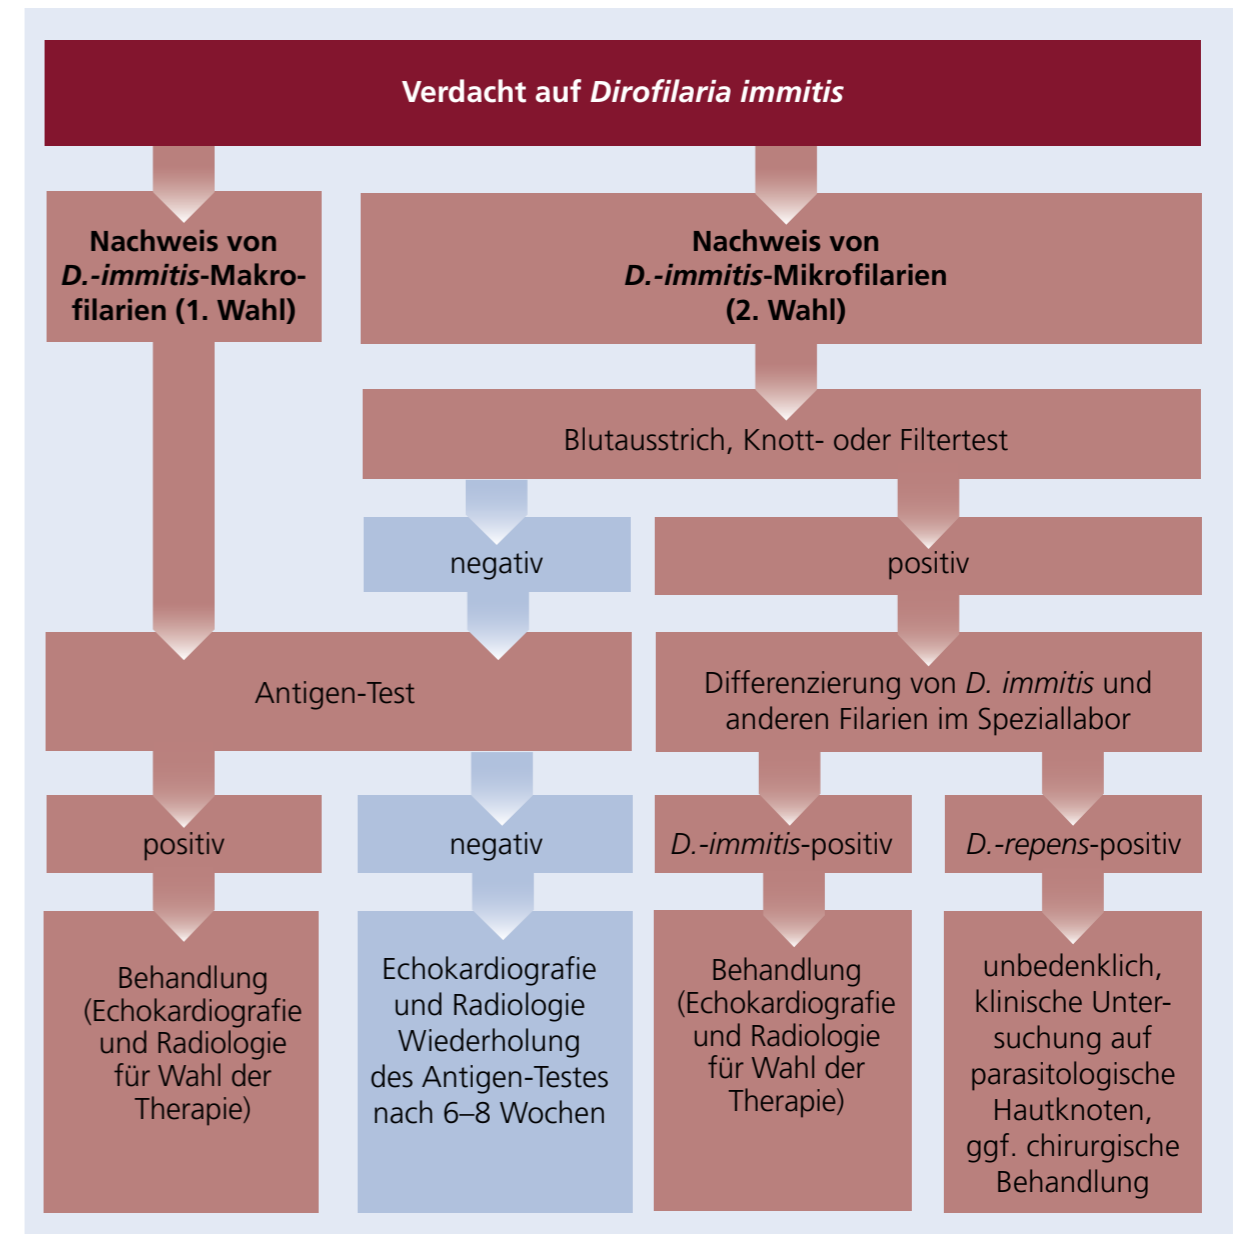 Verdacht auf Dirofilaria immitis
Nachweis von
D.-immitis-Makro-
filarien (1. Wahl)
Nachweis von
D.-immitis-Mikrofilarien
(2. Wahl)
Blutausstrich, Knott- oder Filtertest
negativ
positiv
Antigen-Test
Differenzierung von D. immitis und
anderen Filarien im Speziallabor
positiv
negativ
D.-immitis-positiv
D.-repens-positiv
Behandlung
(Echokardiografie
und Radiologie
für Wahl der
Therapie)
Echokardiografie
und Radiologie
Wiederholung
des Antigen-Testes
nach 6–8 Wochen
Behandlung
(Echokardiografie
und Radiologie
für Wahl der
Therapie)
unbedenklich,
klinische Unter-
suchung auf
parasitologische
Hautknoten,
ggf. chirurgische
Behandlung